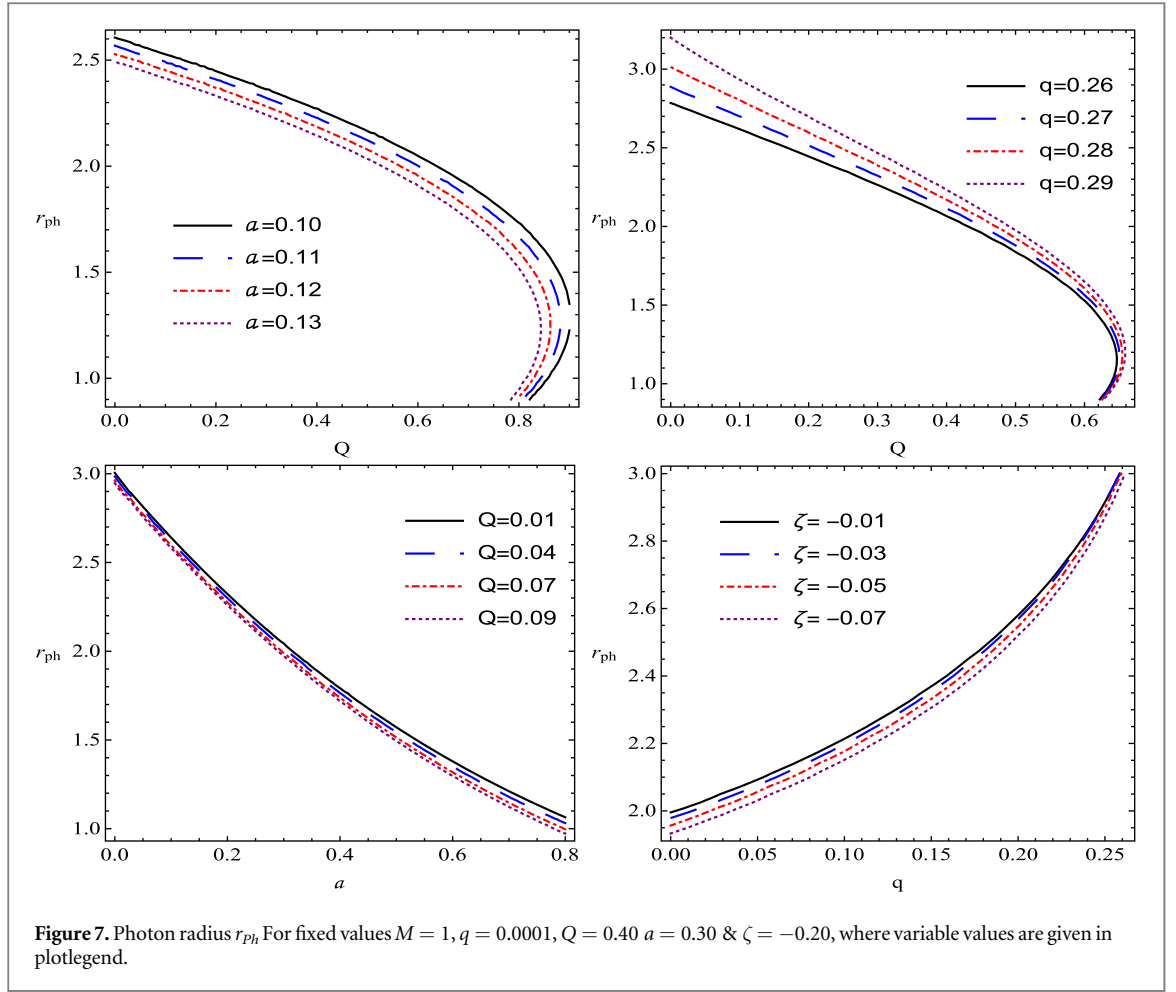 2.5
2.0
1.5
1.0
r_ph
a=0.10
a=0.11
a=0.12
a=0.13
0.0 0.2 0.4 0.6 0.8
Q
3.0
2.5
2.0
1.5
1.0
r_ph
q=0.26
q=0.27
q=0.28
q=0.29
0.0 0.1 0.2 0.3 0.4 0.5 0.6
Q
3.0
2.5
2.0
1.5
1.0
r_ph
Q=0.01
Q=0.04
Q=0.07
Q=0.09
0.0 0.2 0.4 0.6 0.8
a
3.0
2.8
2.6
2.4
2.2
2.0
r_ph
ζ= −0.01
ζ= −0.03
ζ= −0.05
ζ= −0.07
0.00 0.05 0.10 0.15 0.20 0.25
q
Figure 7. Photon radius r_Ph For fixed values M = 1, q = 0.0001, Q = 0.40 a = 0.30 & ζ = −0.20, where variable values are given in
plotlegend.